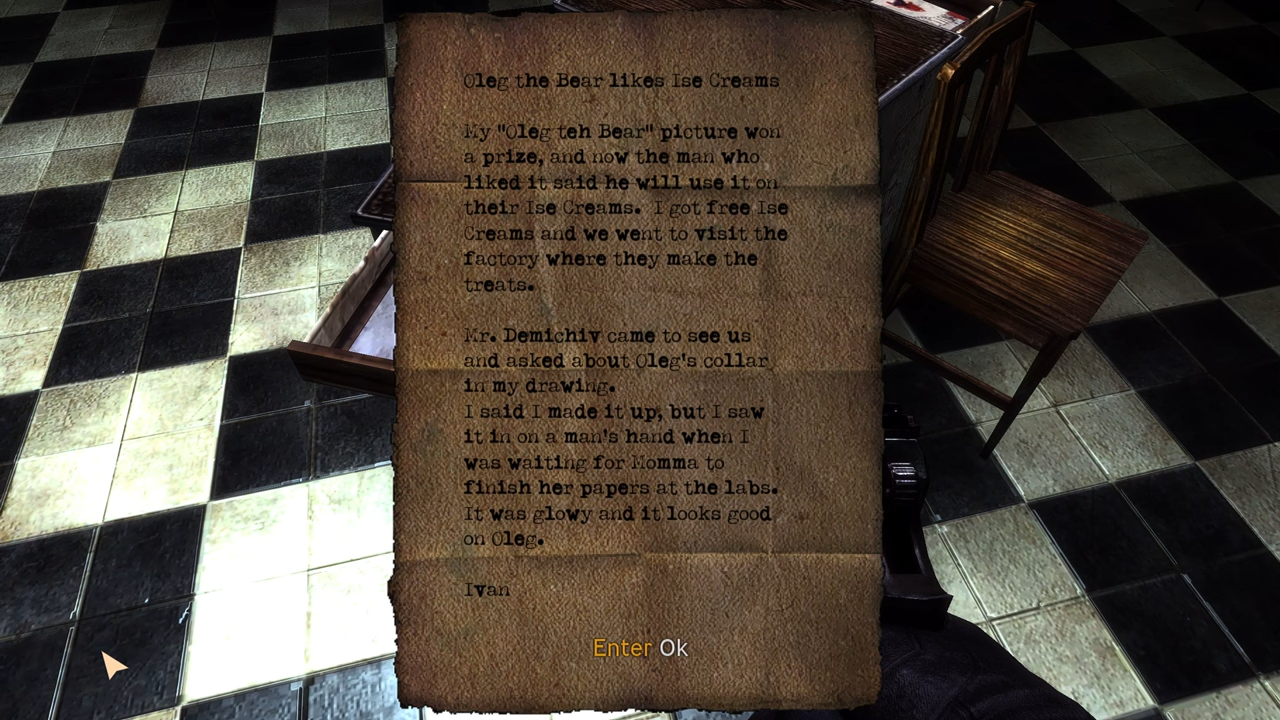 Oleg the Bear likes Ise Creams
My "Oleg teh Bear" picture won
a prize, and now the man who
liked it said he will use it on
their Ise Creams. I got free Ise
Creams and we went to visit the
factory where they make the
treats.
Mr. Demichiv came to see us
and asked about Oleg's collar
in my drawing.
I said I made it up, but I saw
it in on a man's hand when I
was waiting for Momma to
finish her papers at the labs.
It was glowy and it looks good
on Oleg.
Ivan
Enter Ok